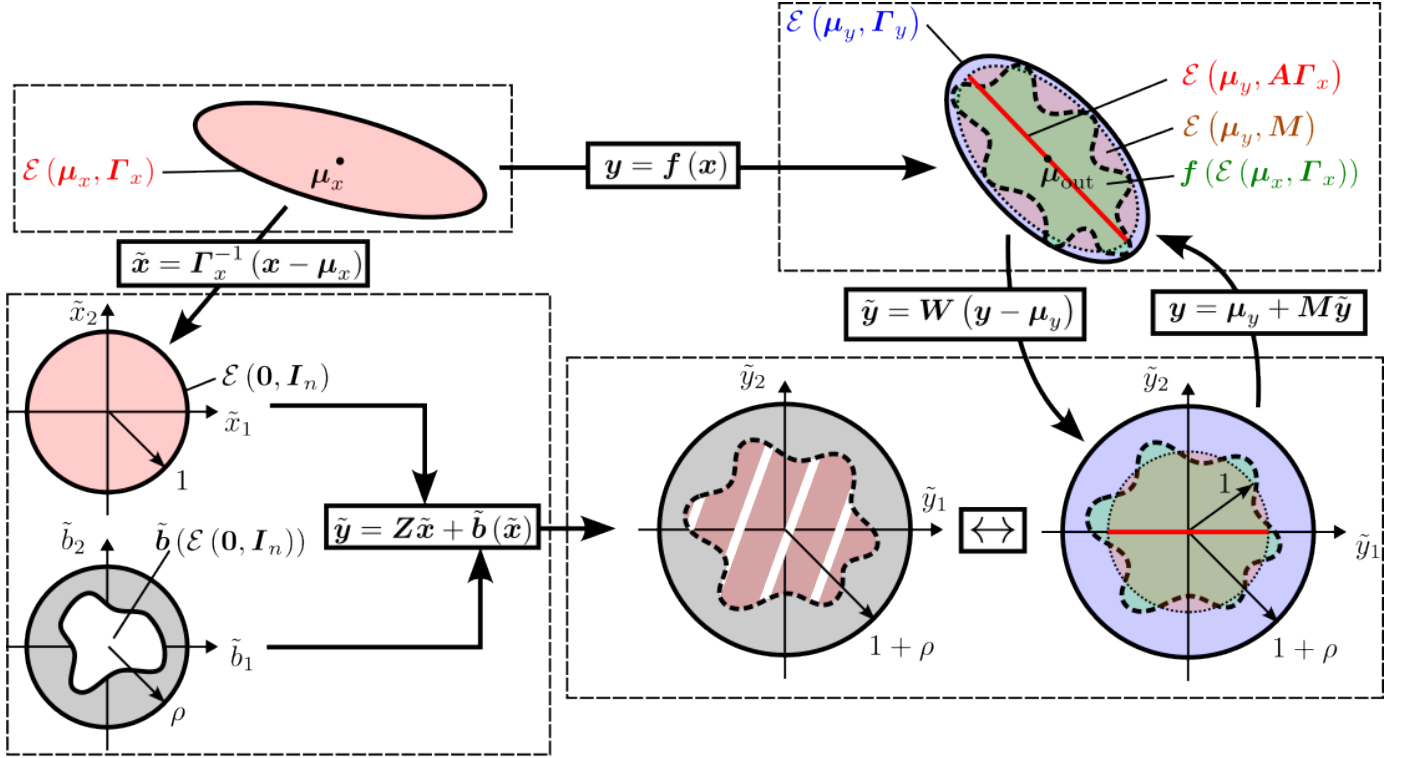 ℰ(μ_y, Γ_y)
ℰ(μ_y, AΓ_x)
ℰ(μ_y, M)
f(ℰ(μ_x, Γ_x))
μ_out
ℰ(μ_x, Γ_x)
μ_x
y = f(x)
x̃ = Γ_x^{-1}(x − μ_x)
ỹ = W(y − μ_y)
y = μ_y + Mỹ
x̃_2
ℰ(0, I_n)
x̃_1
1
b̃_2
b̃(ℰ(0, I_n))
b̃_1
ρ
ỹ = Zx̃ + b̃(x̃)
ỹ_2
ỹ_1
1 + ρ
↔
ỹ_2
1
ỹ_1
1 + ρ